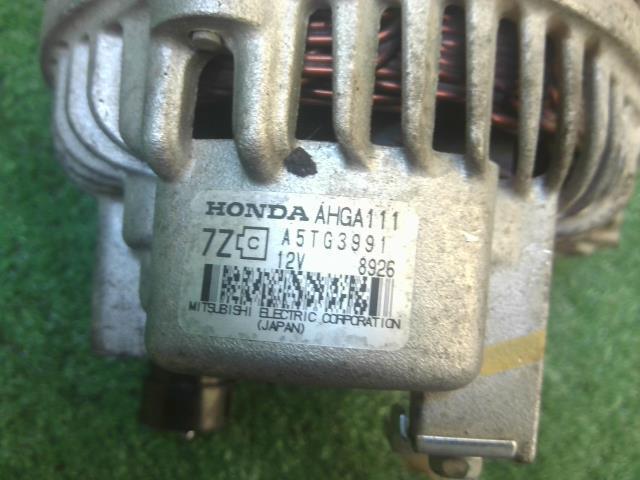 HONDA AHGA111
7Z C A5TG3991
12V 8926
MITSUBISHI ELECTRIC CORPORATION
(JAPAN)